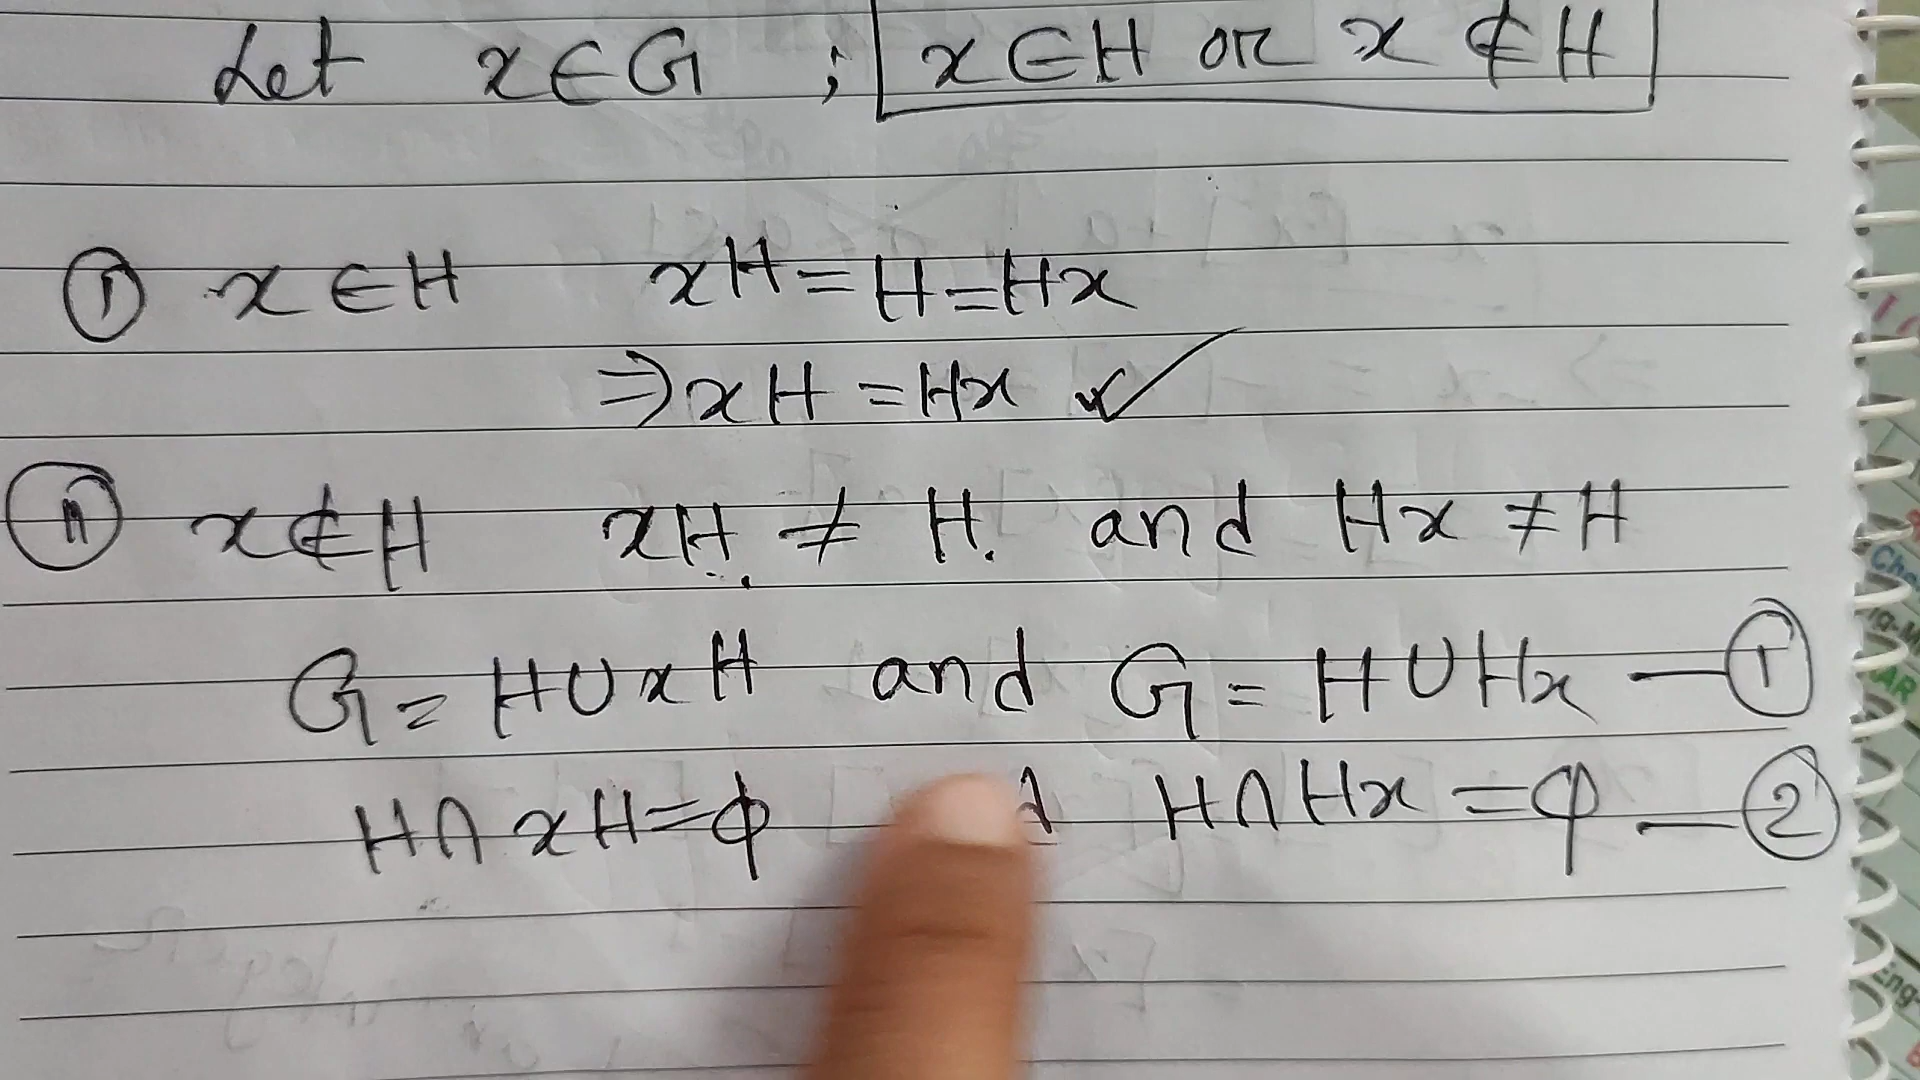 Let x∈G ; x∈H or x∉H
(I) x∈H xH=H=Hx
⇒xH=Hx ✓
(II) x∉H xH≠H. and Hx≠H
G=H∪xH and G=H∪Hx —(1)
H∩xH=ϕ H∩Hx=ϕ —(2)